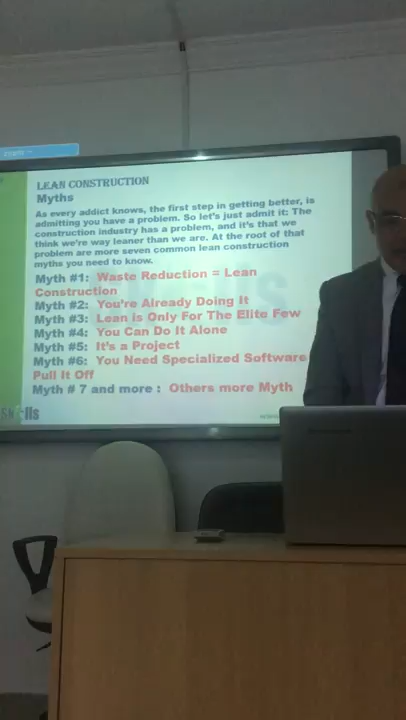 LEAN CONSTRUCTION
Myths
As every addict knows, the first step in getting better, is
admitting you have a problem. So let's just admit it: The
construction industry has a problem, and it's that we
think we're way leaner than we are. At the root of that
problem are more seven common lean construction
myths you need to know.
Myth #1: Waste Reduction = Lean
Construction
Myth #2: You're Already Doing It
Myth #3: Lean Is Only For The Elite Few
Myth #4: You Can Do It Alone
Myth #5: It's a Project
Myth #6: You Need Specialized Software
Pull It Off
Myth # 7 and more : Others more Myth